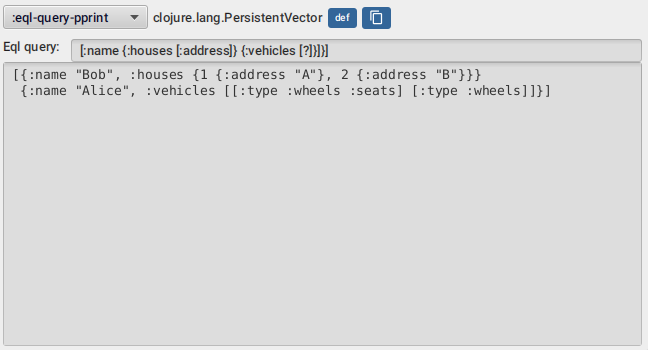 :eql-query-pprint clojure.lang.PersistentVector def
Eql query: [:name {:houses [:address]} {:vehicles [?]}]}]
[{:name "Bob", :houses {1 {:address "A"}, 2 {:address "B"}}}
{:name "Alice", :vehicles [[:type :wheels :seats] [:type :wheels]]}]